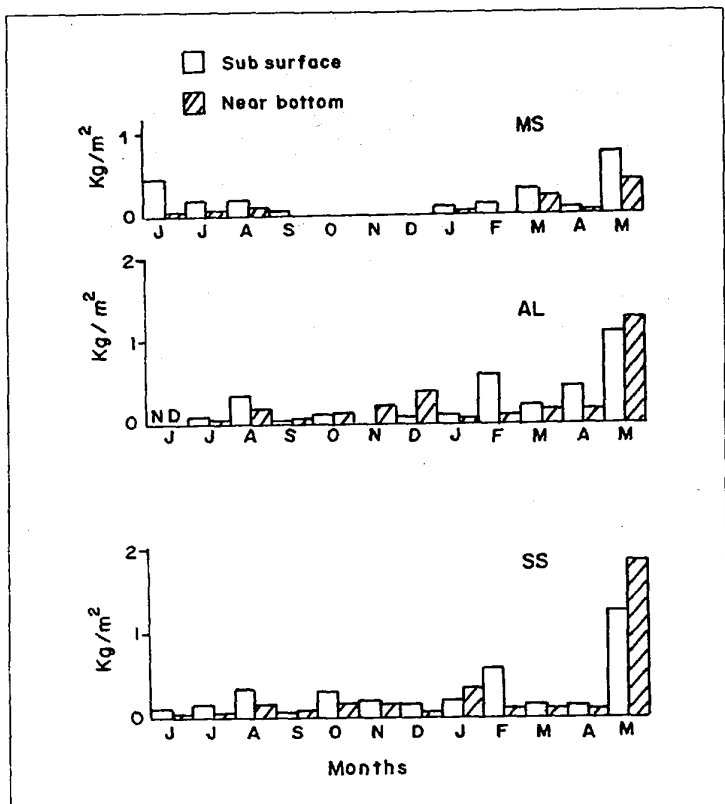 Sub surface
Near bottom
MS
Kg/m²
1
0
J J A S O N D J F M A M
AL
Kg/m²
2
1
0
ND
J J A S O N D J F M A M
SS
Kg/m²
2
1
0
J J A S O N D J F M A M
Months